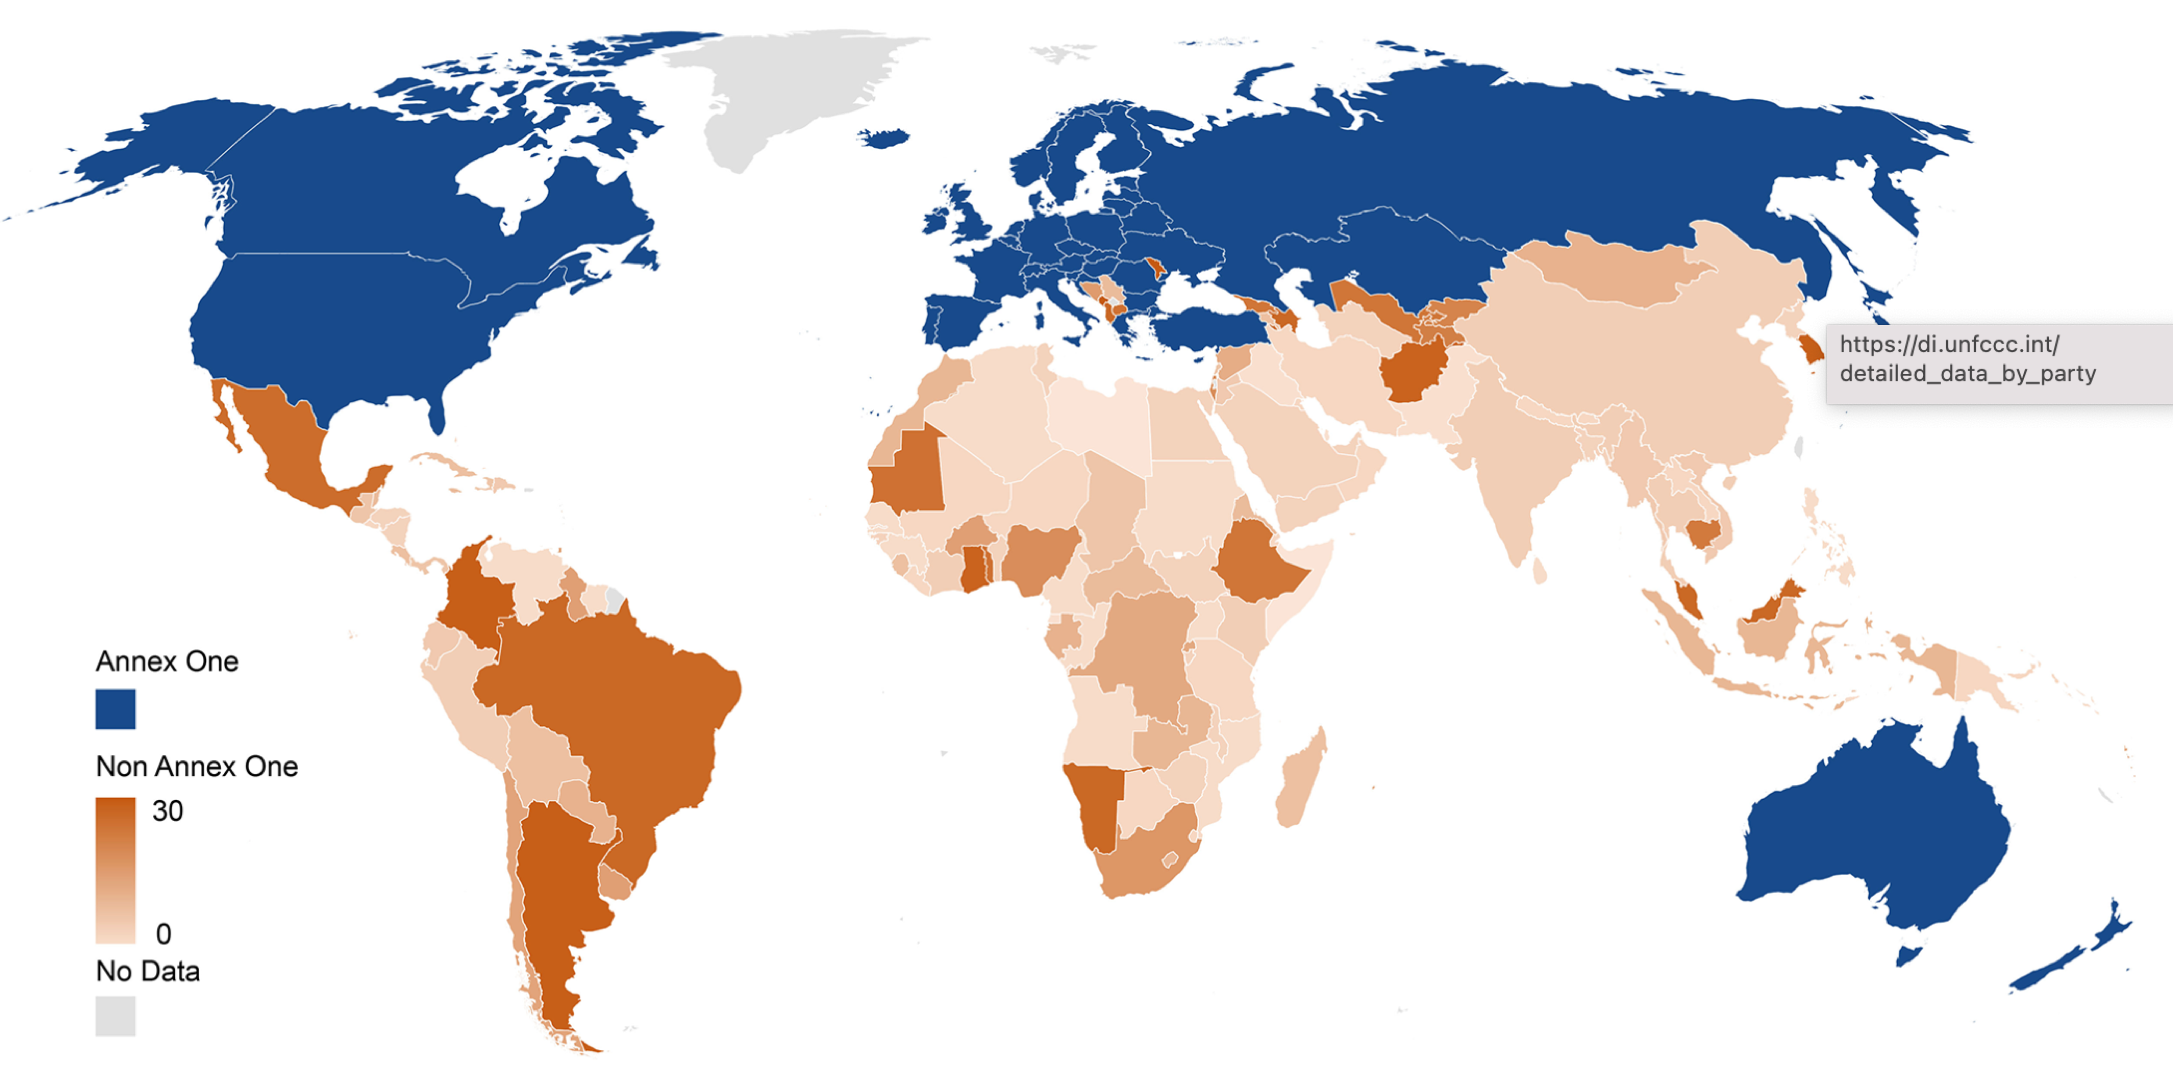 https://di.unfccc.int/
detailed_data_by_party
Annex One
Non Annex One
30
0
No Data